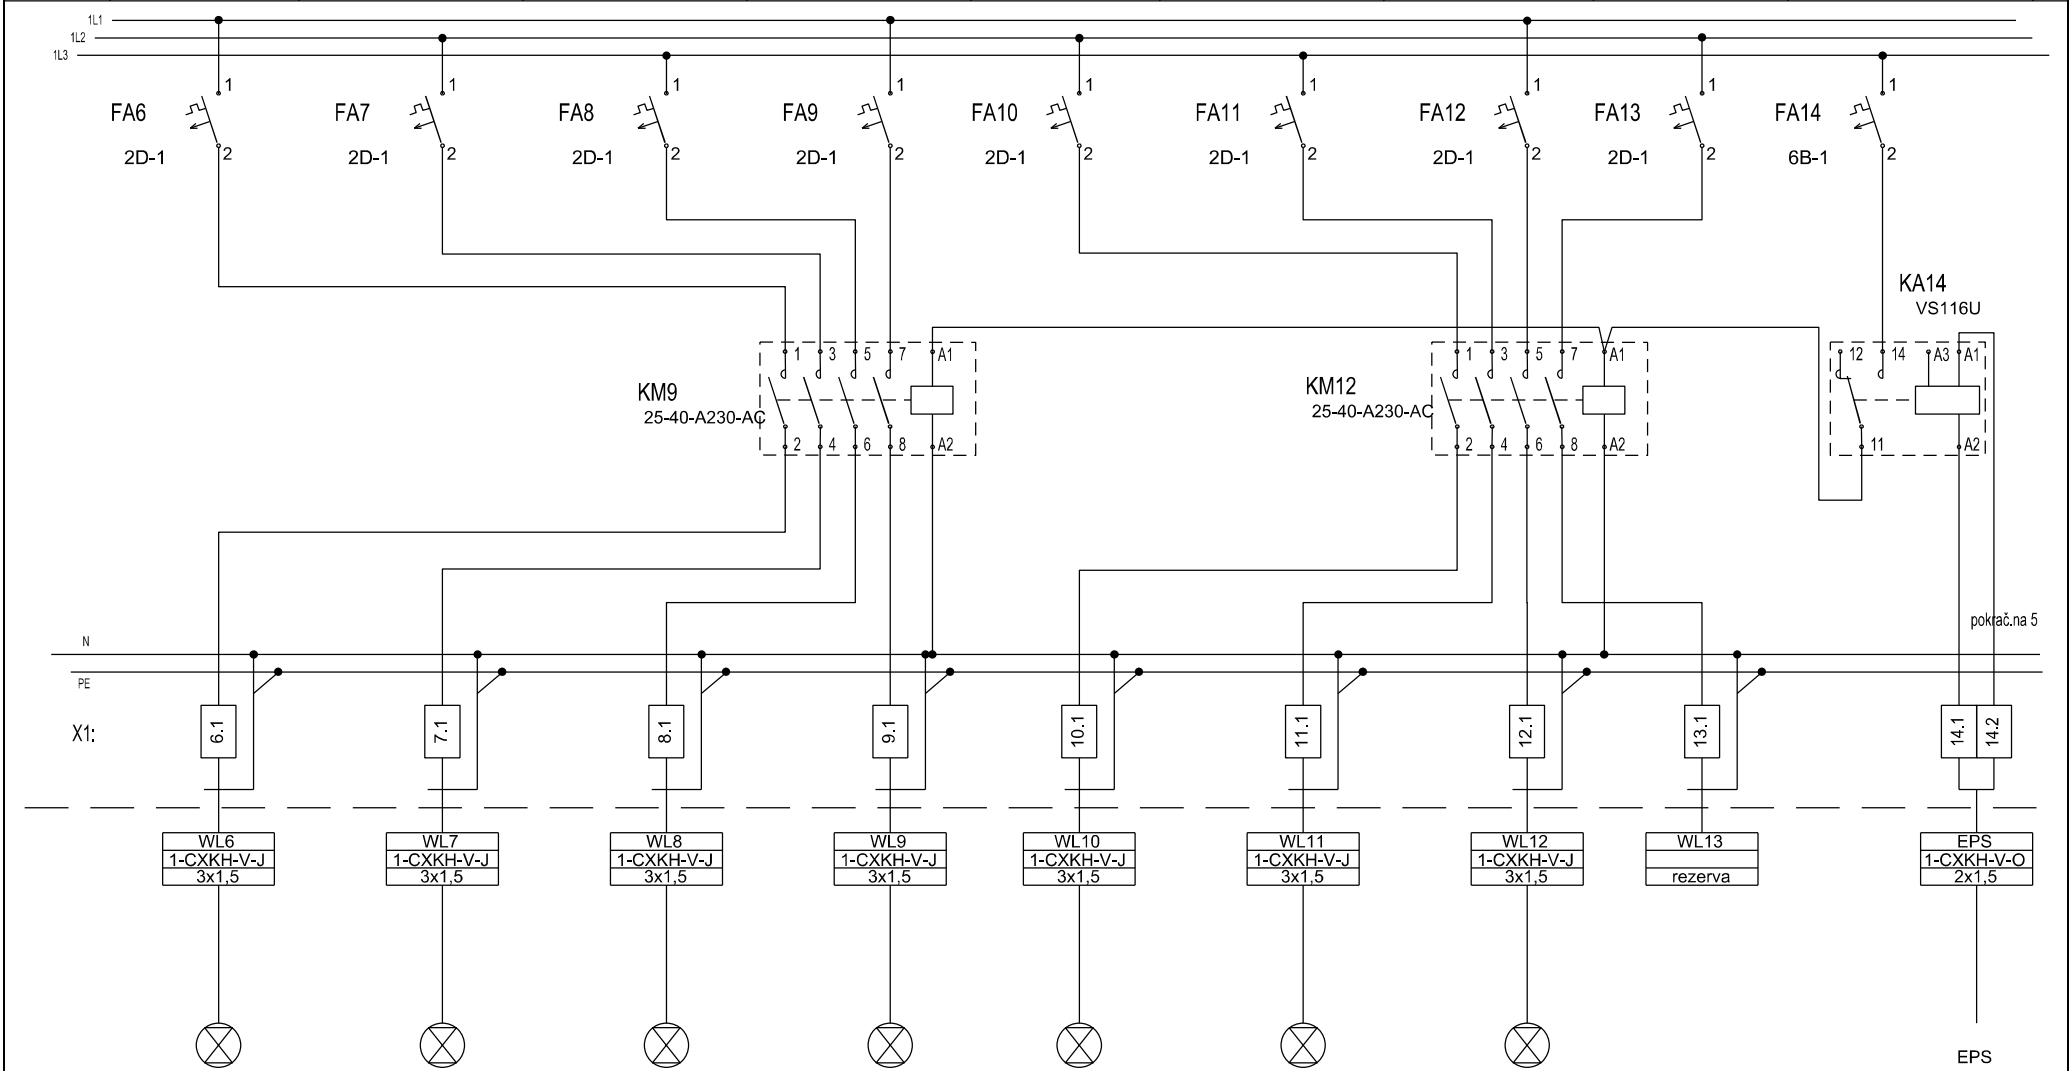 1L1
1L2
1L3
1 1 1 1 1 1 1 1 1
FA6 FA7 FA8 FA9 FA10 FA11 FA12 FA13 FA14
2 2 2 2 2 2 2 2 2
2D-1 2D-1 2D-1 2D-1 2D-1 2D-1 2D-1 2D-1 6B-1
KA14
VS116U
1 3 5 7 A1 1 3 5 7 A1 12 14 A3 A1
KM9 KM12
25-40-A230-AC 25-40-A230-AC
2 4 6 8 A2 2 4 6 8 A2 11 A2
pokrač.na 5
N
PE
X1:
6.1 7.1 8.1 9.1 10.1 11.1 12.1 13.1 14.1 14.2
WL6 WL7 WL8 WL9 WL10 WL11 WL12 WL13 EPS
1-CXKH-V-J 1-CXKH-V-J 1-CXKH-V-J 1-CXKH-V-J 1-CXKH-V-J 1-CXKH-V-J 1-CXKH-V-J 1-CXKH-V-O
3x1,5 3x1,5 3x1,5 3x1,5 3x1,5 3x1,5 3x1,5 rezerva 2x1,5
EPS